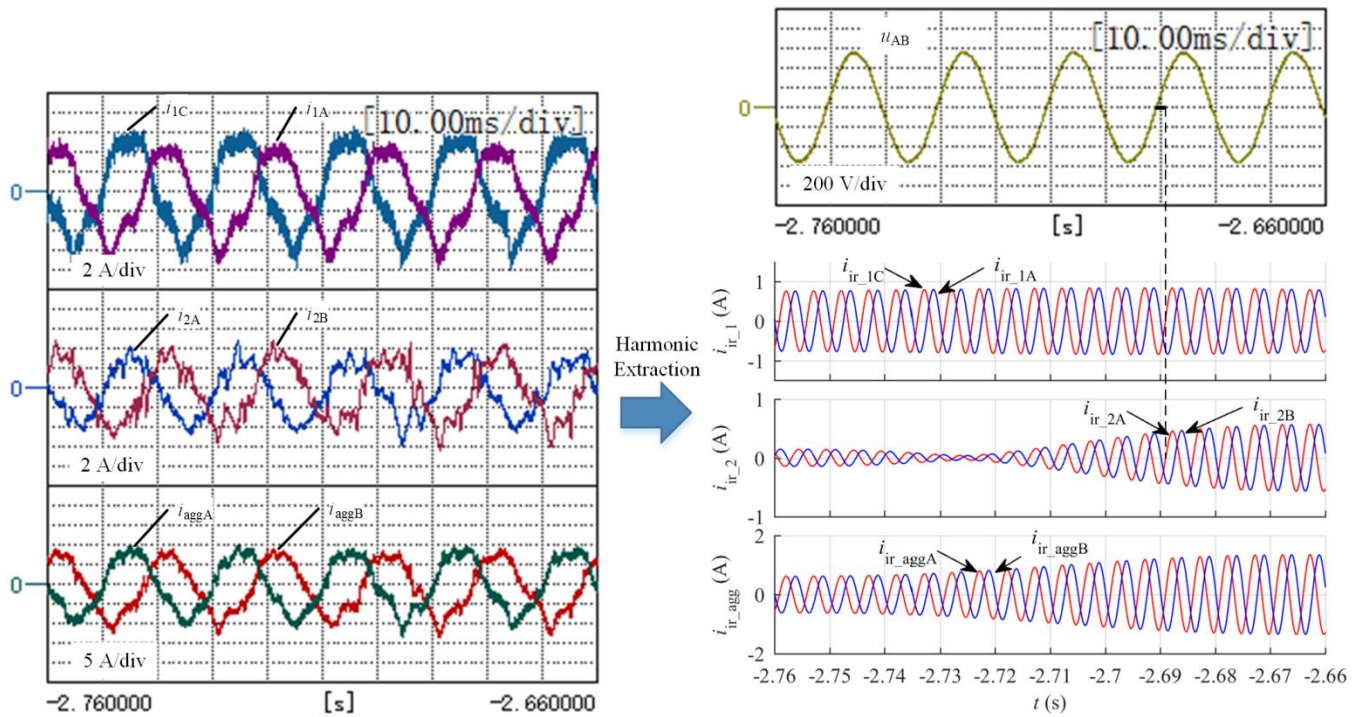 i1C
i1A
[10.00ms/div]
0
2 A/div
i2A
i2B
0
2 A/div
iaggA
iaggB
0
5 A/div
-2.760000
[s]
-2.660000
Harmonic
Extraction
uAB
[10.00ms/div]
0
200 V/div
-2.760000
[s]
-2.660000
iir_1C
iir_1A
iir_1 (A)
1
0
-1
iir_2A
iir_2B
iir_2 (A)
1
0
-1
iir_aggA
iir_aggB
iir_agg (A)
2
0
-2
-2.76 -2.75 -2.74 -2.73 -2.72 -2.71 -2.7 -2.69 -2.68 -2.67 -2.66
t (s)